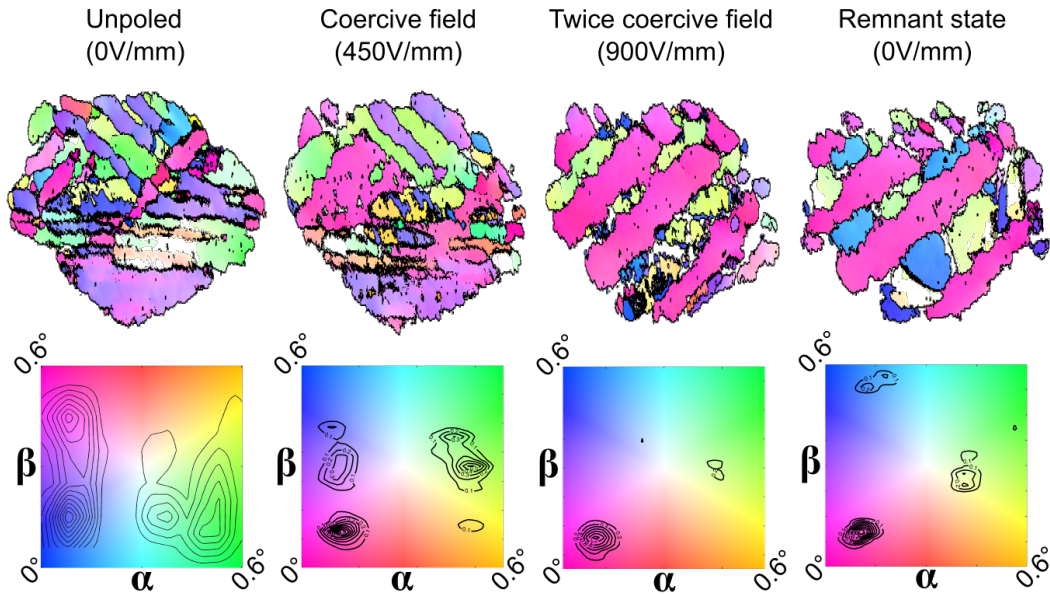 Unpoled
(0V/mm)
Coercive field
(450V/mm)
Twice coercive field
(900V/mm)
Remnant state
(0V/mm)
0.6°
β
0°
α
0.6°
0.6°
β
0°
α
0.6°
0.6°
β
0°
α
0.6°
0.6°
β
0°
α
0.6°